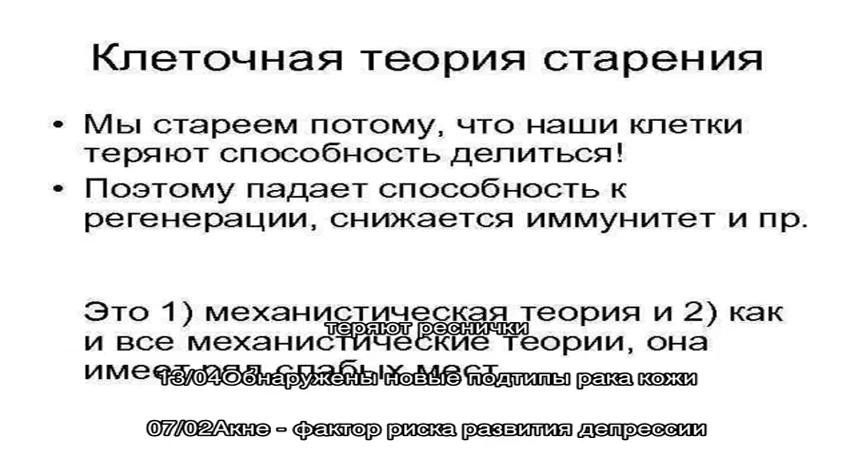 Клеточная теория старения
• Мы стареем потому, что наши клетки
теряют способность делиться!
• Поэтому падает способность к
регенерации, снижается иммунитет и пр.
Это 1) механистическая теория и 2) как
теряют реснички
и все механистические теории, она
имеет ряд слабых мест
13/04Обнаружены новые подтипы рака кожи
07/02Акне - фактор риска развития депрессии